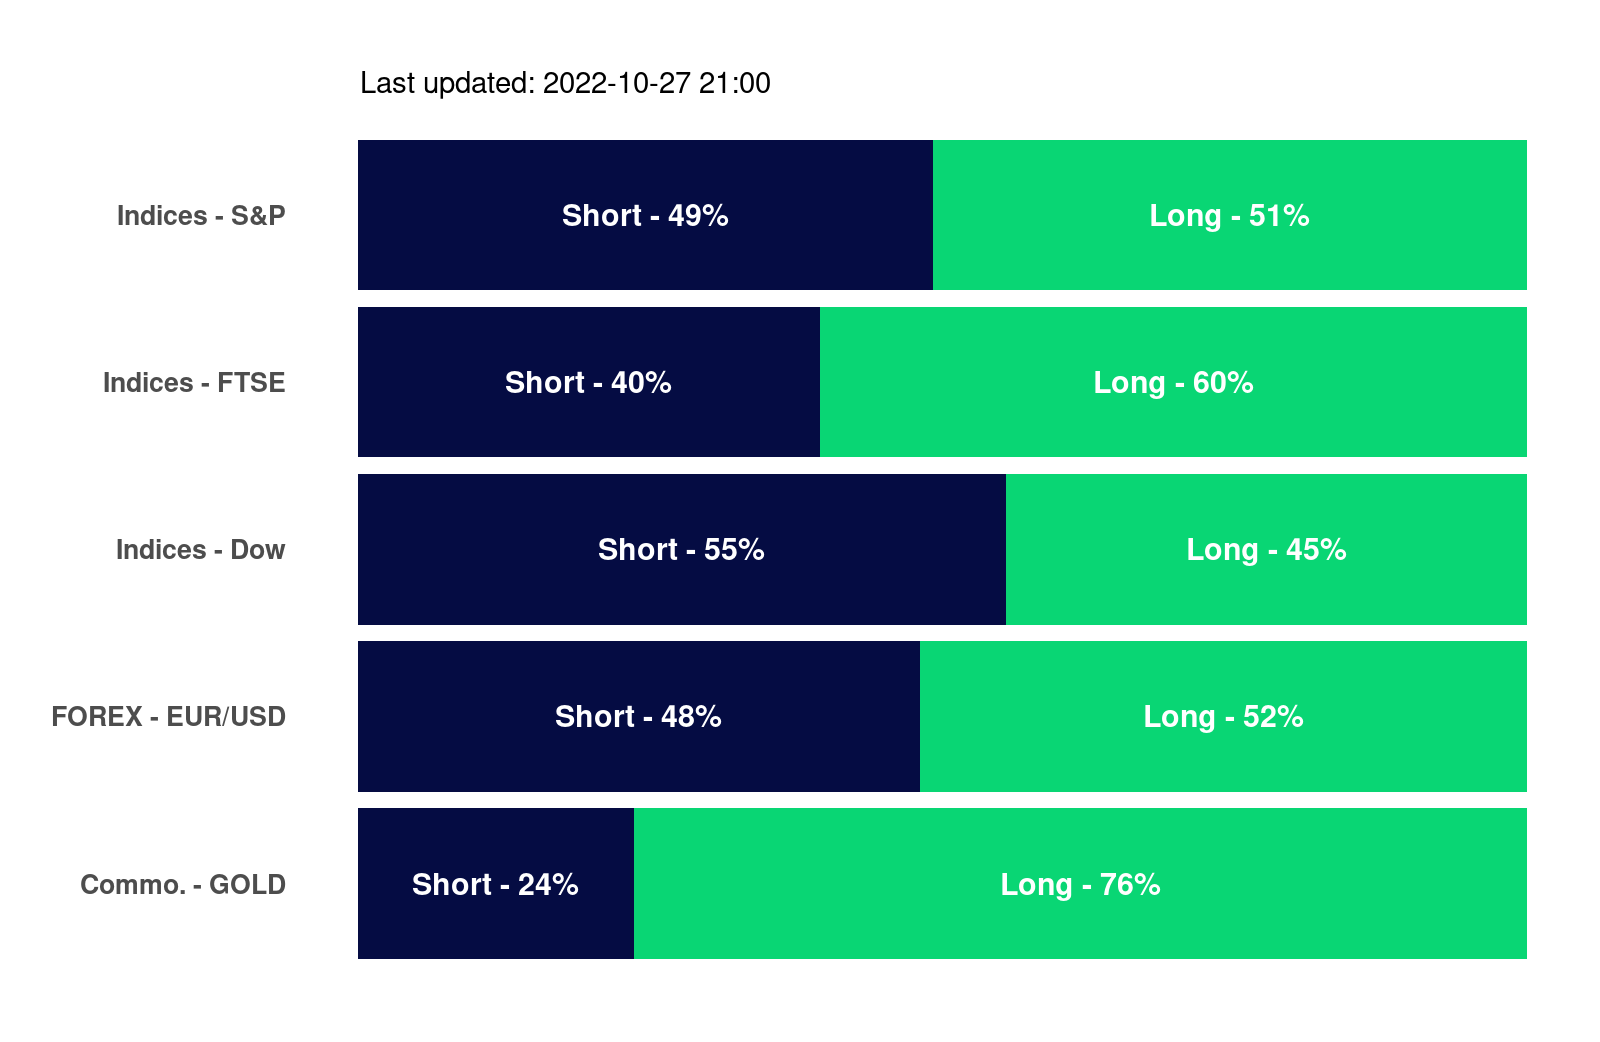 Last updated: 2022-10-27 21:00
Indices - S&P Short - 49% Long - 51%
Indices - FTSE Short - 40% Long - 60%
Indices - Dow Short - 55% Long - 45%
FOREX - EUR/USD Short - 48% Long - 52%
Commo. - GOLD Short - 24% Long - 76%